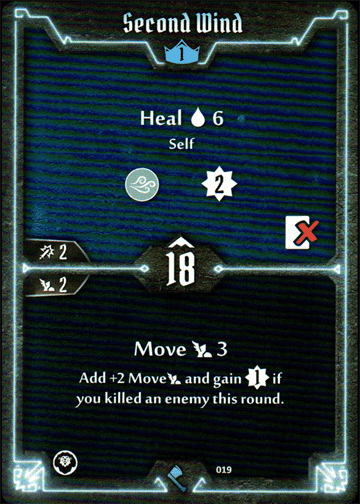 Second Wind
1
Heal 6
Self
2
2
18
2
Move 3
Add +2 Move and gain 1 if
you killed an enemy this round.
019